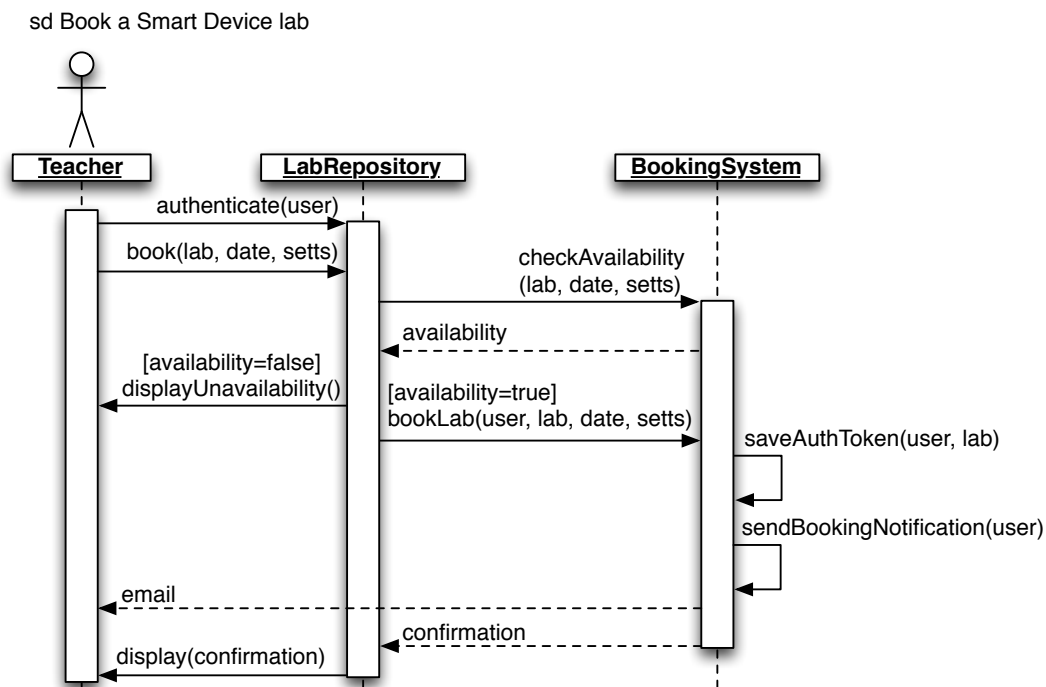 sd Book a Smart Device lab
Teacher
LabRepository
BookingSystem
authenticate(user)
book(lab, date, setts)
checkAvailability
(lab, date, setts)
availability
[availability=false]
displayUnavailability()
[availability=true]
bookLab(user, lab, date, setts)
saveAuthToken(user, lab)
sendBookingNotification(user)
email
confirmation
display(confirmation)